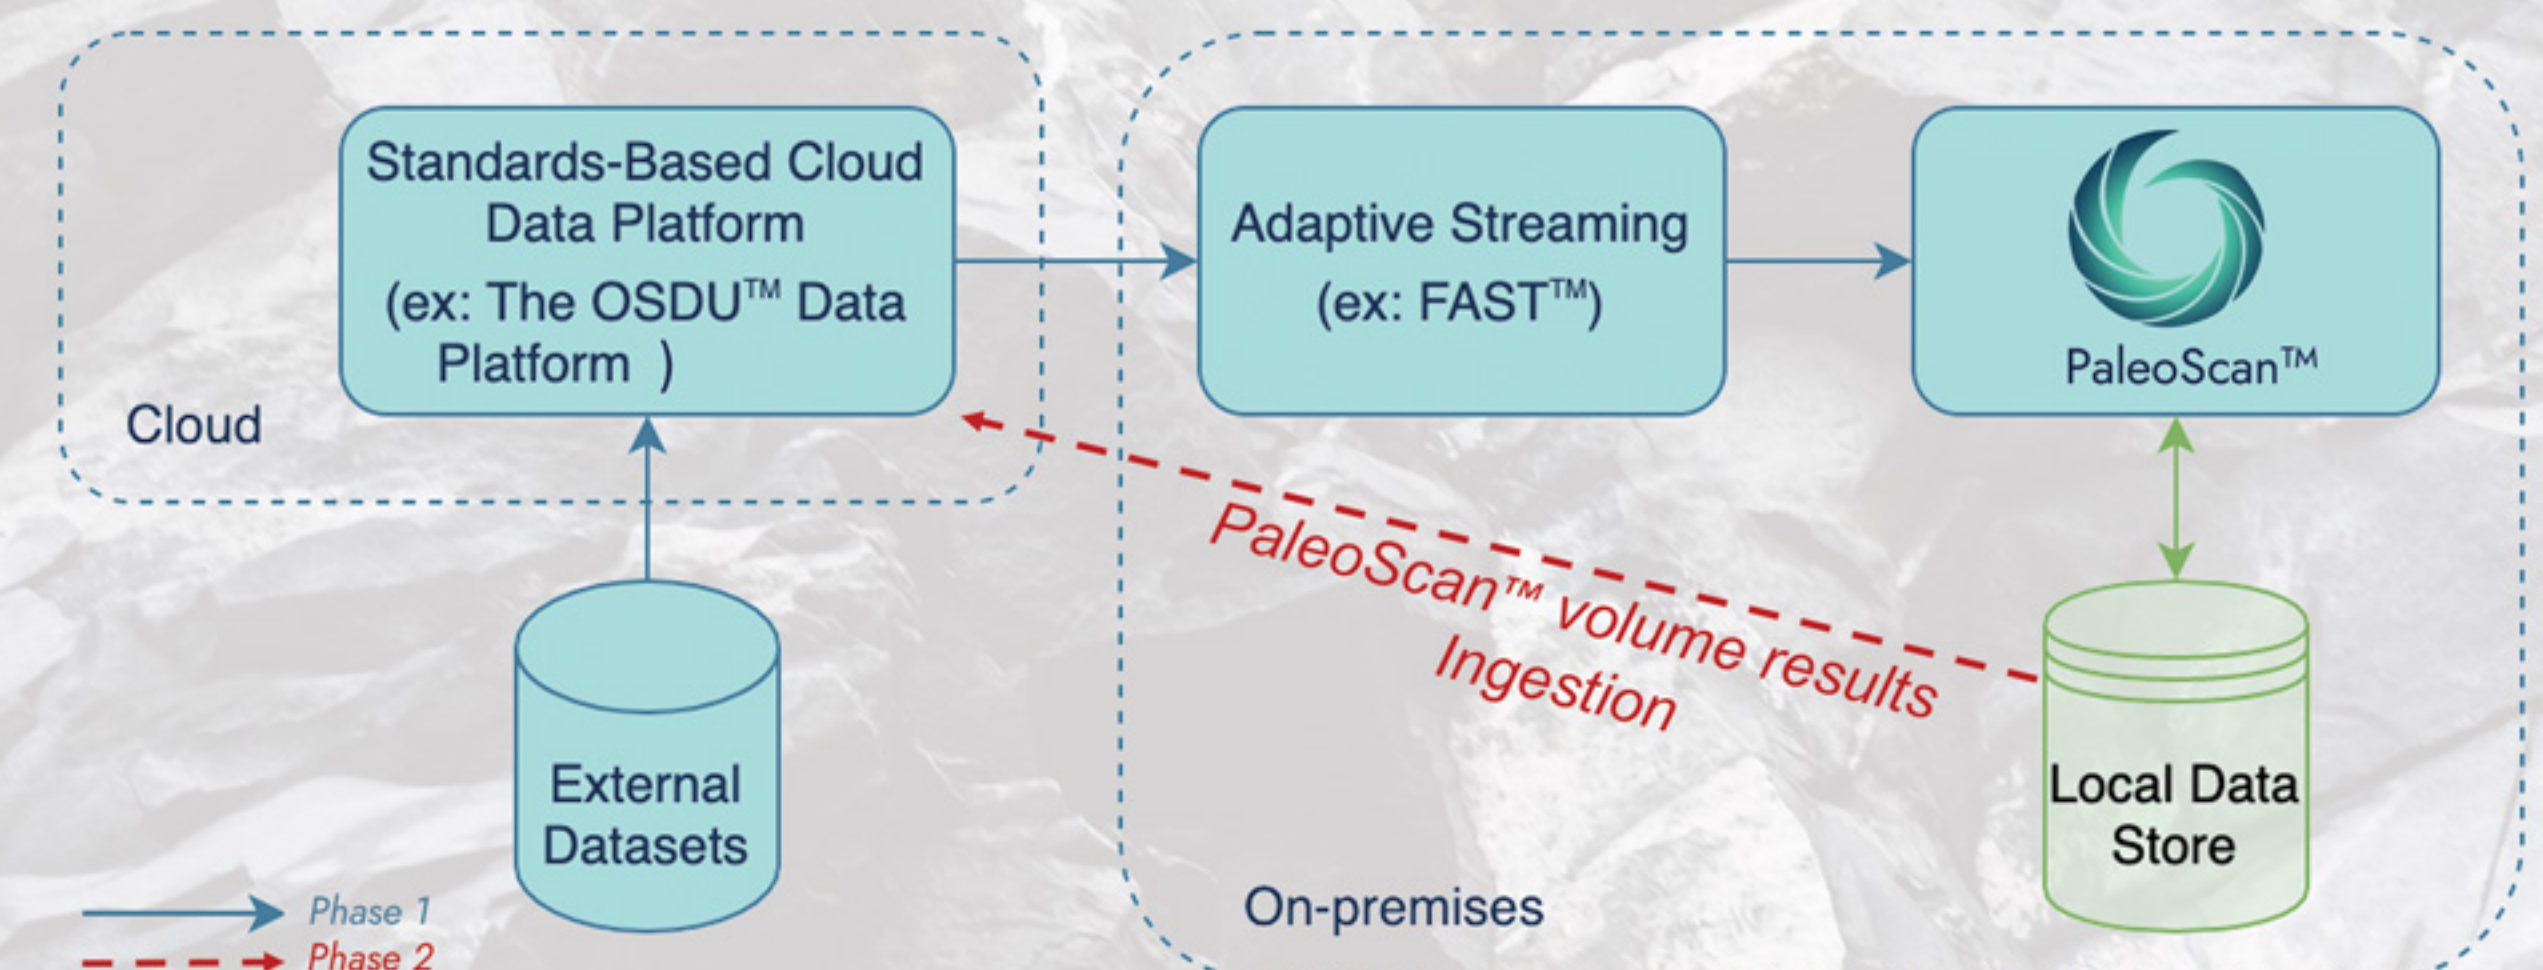 Standards-Based Cloud
Data Platform
(ex: The OSDU™ Data
Platform )
Cloud
Adaptive Streaming
(ex: FAST™)
PaleoScan™
PaleoScan™ volume results
Ingestion
External
Datasets
Local Data
Store
On-premises
Phase 1
Phase 2